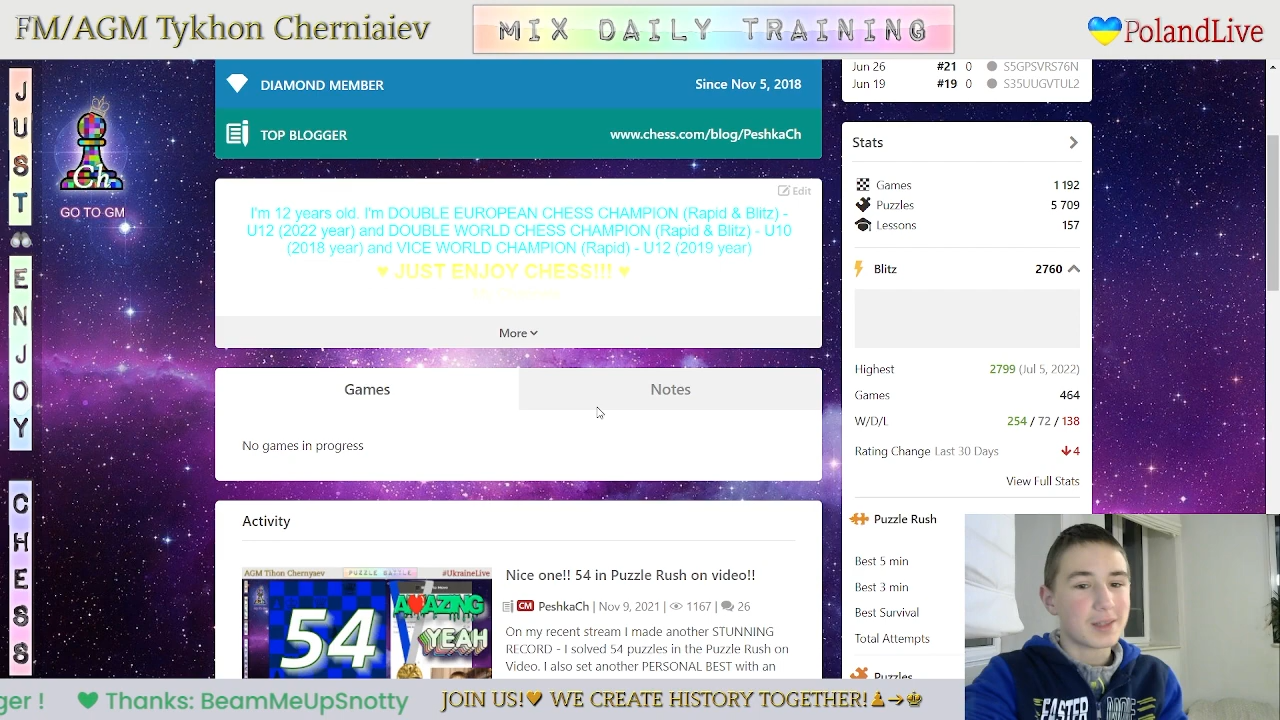 FM/AGM Tykhon Cherniaiev
MIX DAILY TRAINING
PolandLive
JUST
ENJOY
CHESS
Ch
GO TO GM
DIAMOND MEMBER
Since Nov 5, 2018
TOP BLOGGER
www.chess.com/blog/PeshkaCh
Edit
I'm 12 years old. I'm DOUBLE EUROPEAN CHESS CHAMPION (Rapid & Blitz) -
U12 (2022 year) and DOUBLE WORLD CHESS CHAMPION (Rapid & Blitz) - U10
(2018 year) and VICE WORLD CHAMPION (Rapid) - U12 (2019 year)
♥ JUST ENJOY CHESS!!! ♥
More
Games
Notes
No games in progress
Activity
AGM Tihon Chernyaev
PUZZLE BATTLE
#UkraineLive
54
AMAZING
YEAH
Nice one!! 54 in Puzzle Rush on video!!
CM PeshkaCh | Nov 9, 2021 | 1167 | 26
On my recent stream I made another STUNNING
RECORD - I solved 54 puzzles in the Puzzle Rush on
Video. I also set another PERSONAL BEST with an
Jun 26 #21 0 S5GPSVRS76N
Jun 19 #19 0 S35UUGVTUL2
Stats
Games 1 192
Puzzles 5 709
Lessons 157
Blitz 2760
Highest 2799 (Jul 5, 2022)
Games 464
W/D/L 254 / 72 / 138
Rating Change Last 30 Days 4
View Full Stats
Puzzle Rush
Best 5 min
Best 3 min
Best Survival
Total Attempts
Puzzles
FASTER
ger !
Thanks: BeamMeUpSnotty
JOIN US!♥ WE CREATE HISTORY TOGETHER!♟→♚